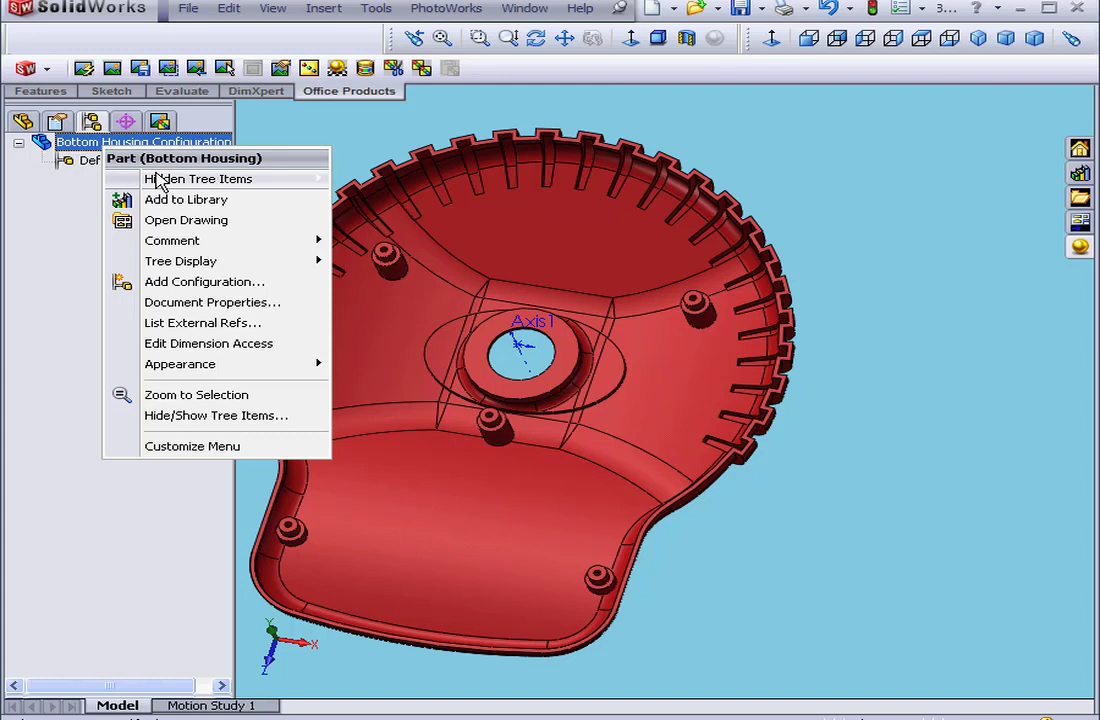 SolidWorks File Edit View Insert Tools PhotoWorks Window Help 3... ?
Features Sketch Evaluate DimXpert Office Products
Bottom Housing Configuration
Def
Part (Bottom Housing)
Hidden Tree Items
Add to Library
Open Drawing
Comment
Tree Display
Add Configuration...
Document Properties...
List External Refs...
Edit Dimension Access
Appearance
Zoom to Selection
Hide/Show Tree Items...
Customize Menu
Axis1
Y
X
Z
Model Motion Study 1